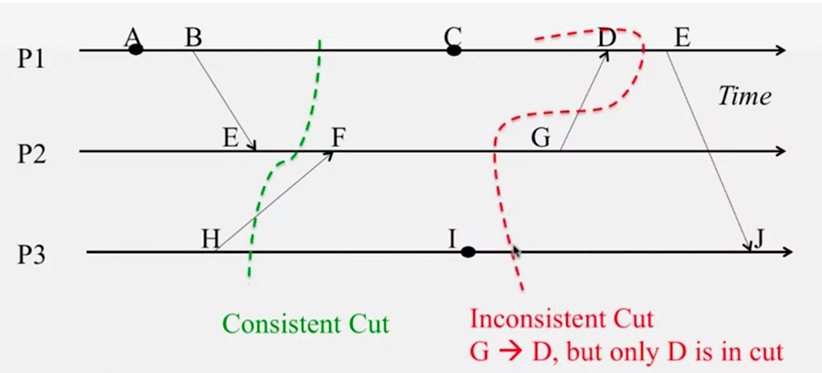 A B C D E
P1
Time
E F G
P2
H I J
P3
Consistent Cut
Inconsistent Cut
G → D, but only D is in cut